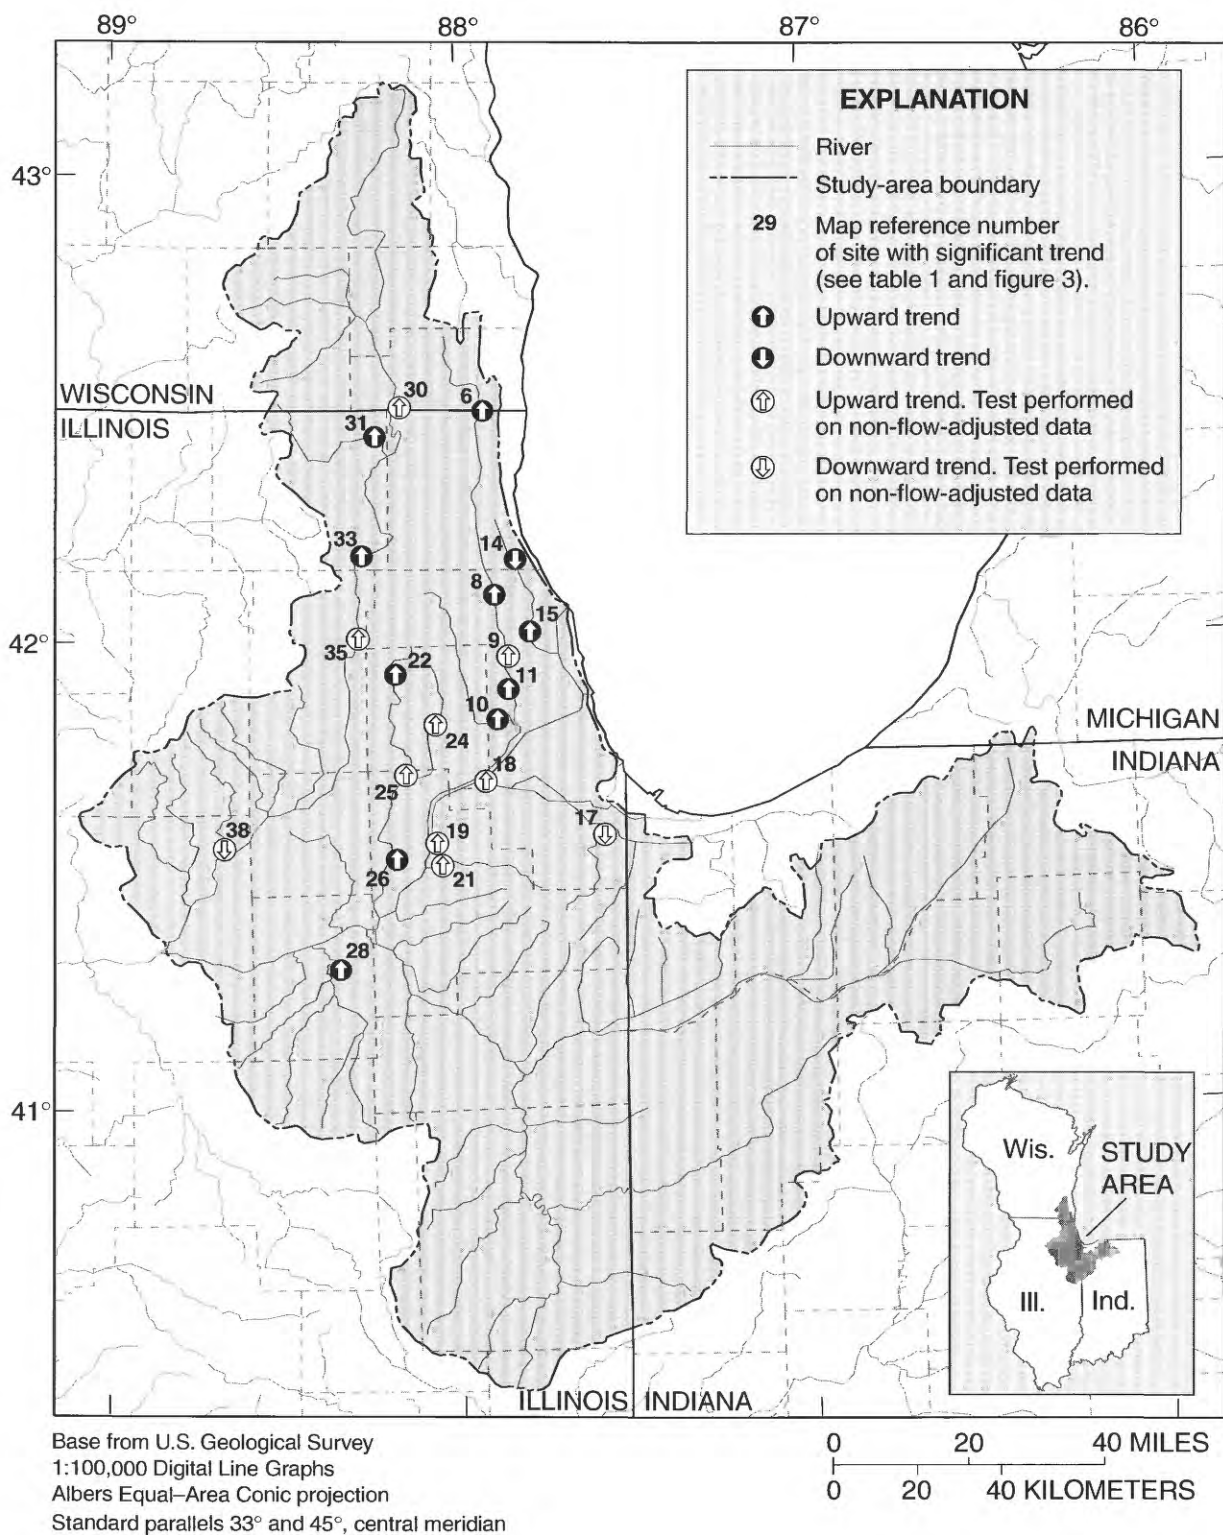 89°
88°
87°
86°
EXPLANATION
River
Study-area boundary
29
Map reference number
of site with significant trend
(see table 1 and figure 3).
Upward trend
Downward trend
Upward trend. Test performed
on non-flow-adjusted data
Downward trend. Test performed
on non-flow-adjusted data
43°
WISCONSIN
ILLINOIS
30
6
31
33
14
8
15
42°
35
9
22
11
10
24
MICHIGAN
INDIANA
18
25
17
38
19
26
21
28
41°
Wis.
STUDY
AREA
Ill.
Ind.
ILLINOIS
INDIANA
Base from U.S. Geological Survey
1:100,000 Digital Line Graphs
Albers Equal–Area Conic projection
Standard parallels 33° and 45°, central meridian
0 20 40 MILES
0 20 40 KILOMETERS